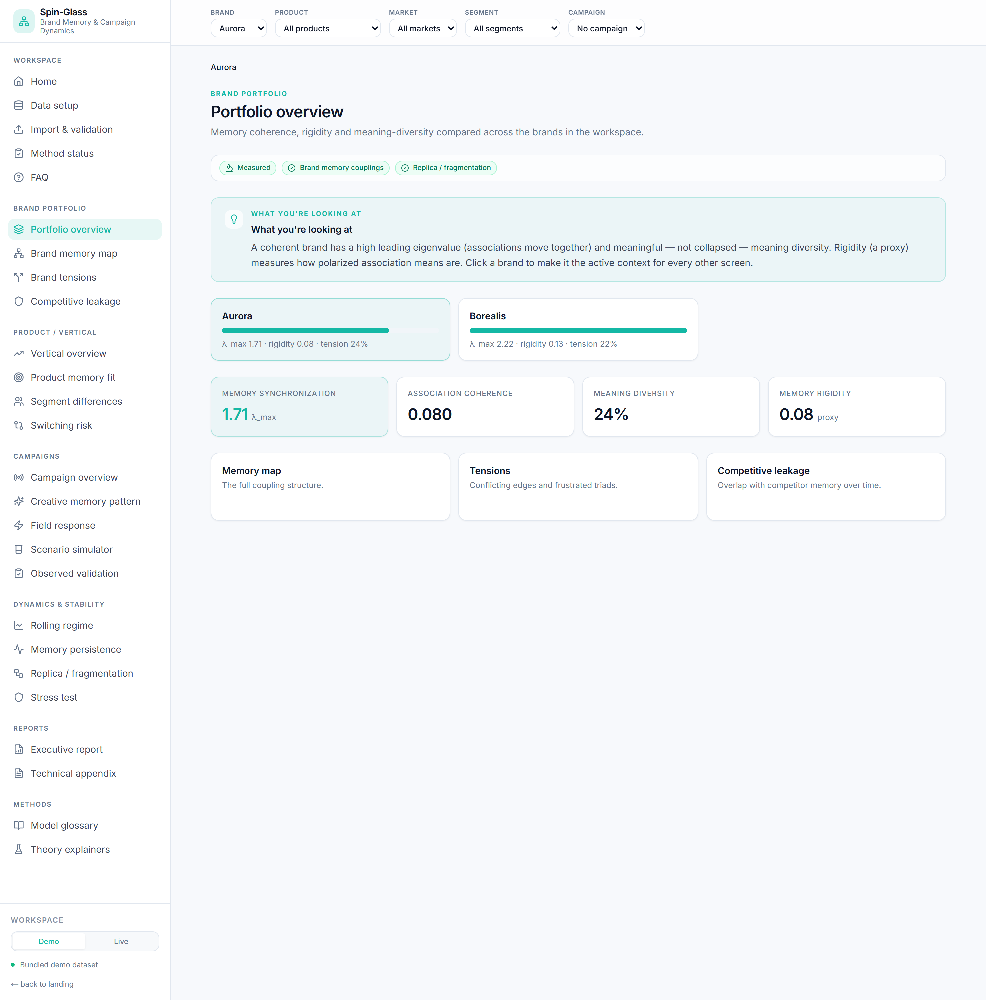 Spin-Glass
Brand Memory & Campaign
Dynamics
WORKSPACE
Home
Data setup
Import & validation
Method status
FAQ
BRAND PORTFOLIO
Portfolio overview
Brand memory map
Brand tensions
Competitive leakage
PRODUCT / VERTICAL
Vertical overview
Product memory fit
Segment differences
Switching risk
CAMPAIGNS
Campaign overview
Creative memory pattern
Field response
Scenario simulator
Observed validation
DYNAMICS & STABILITY
Rolling regime
Memory persistence
Replica / fragmentation
Stress test
REPORTS
Executive report
Technical appendix
METHODS
Model glossary
Theory explainers
WORKSPACE
Demo Live
Bundled demo dataset
← back to landing
BRAND PRODUCT MARKET SEGMENT CAMPAIGN
Aurora All products All markets All segments No campaign
Aurora
BRAND PORTFOLIO
Portfolio overview
Memory coherence, rigidity and meaning-diversity compared across the brands in the workspace.
Measured Brand memory couplings Replica / fragmentation
WHAT YOU'RE LOOKING AT
What you're looking at
A coherent brand has a high leading eigenvalue (associations move together) and meaningful — not collapsed — meaning diversity. Rigidity (a proxy)
measures how polarized association means are. Click a brand to make it the active context for every other screen.
Aurora
λ_max 1.71 · rigidity 0.08 · tension 24%
Borealis
λ_max 2.22 · rigidity 0.13 · tension 22%
MEMORY SYNCHRONIZATION
1.71 λ_max
ASSOCIATION COHERENCE
0.080
MEANING DIVERSITY
24%
MEMORY RIGIDITY
0.08 proxy
Memory map
The full coupling structure.
Tensions
Conflicting edges and frustrated triads.
Competitive leakage
Overlap with competitor memory over time.